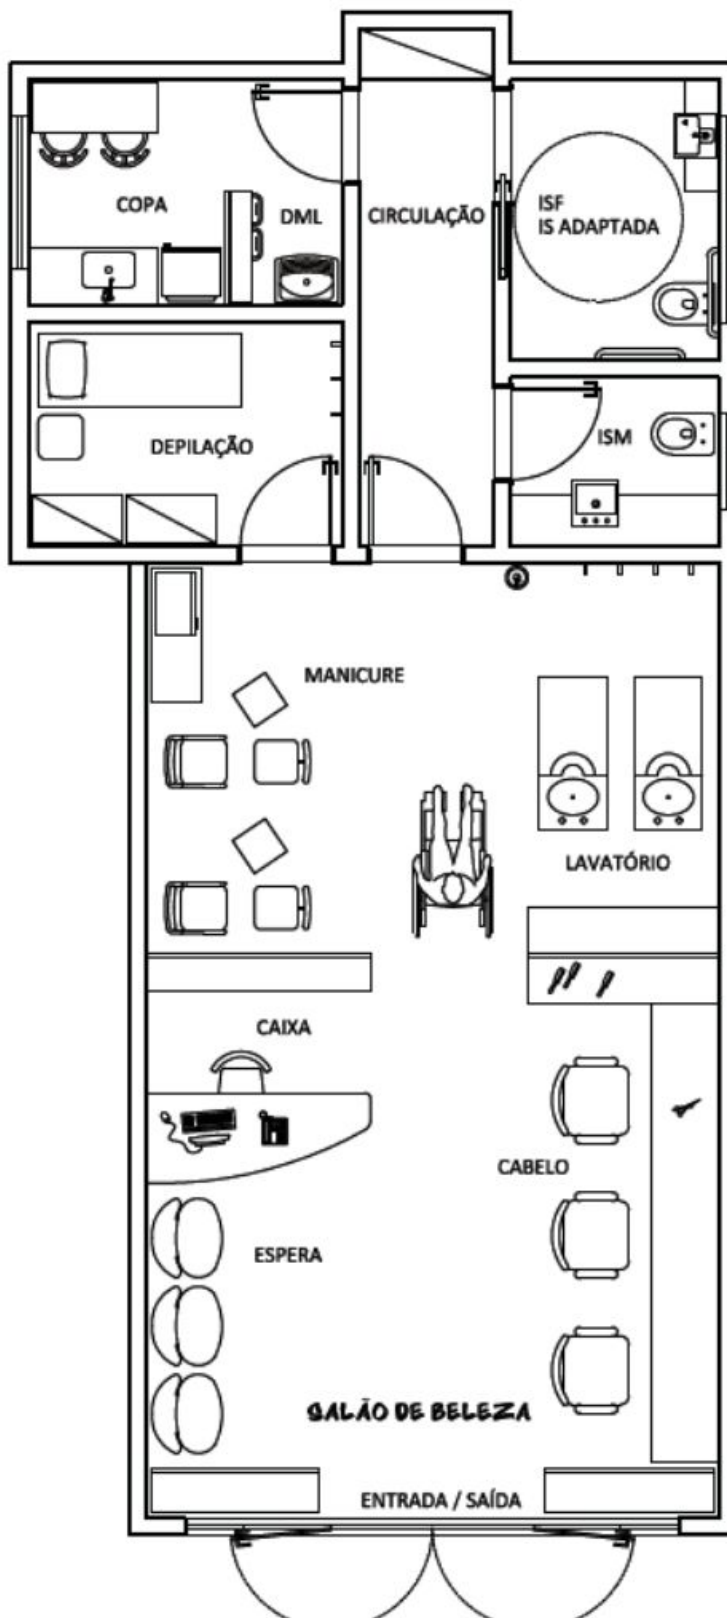 COPA
DML
CIRCULAÇÃO
ISF
IS ADAPTADA
DEPILAÇÃO
ISM
MANICURE
LAVATÓRIO
CAIXA
CABELO
ESPERA
SALÃO DE BELEZA
ENTRADA / SAÍDA